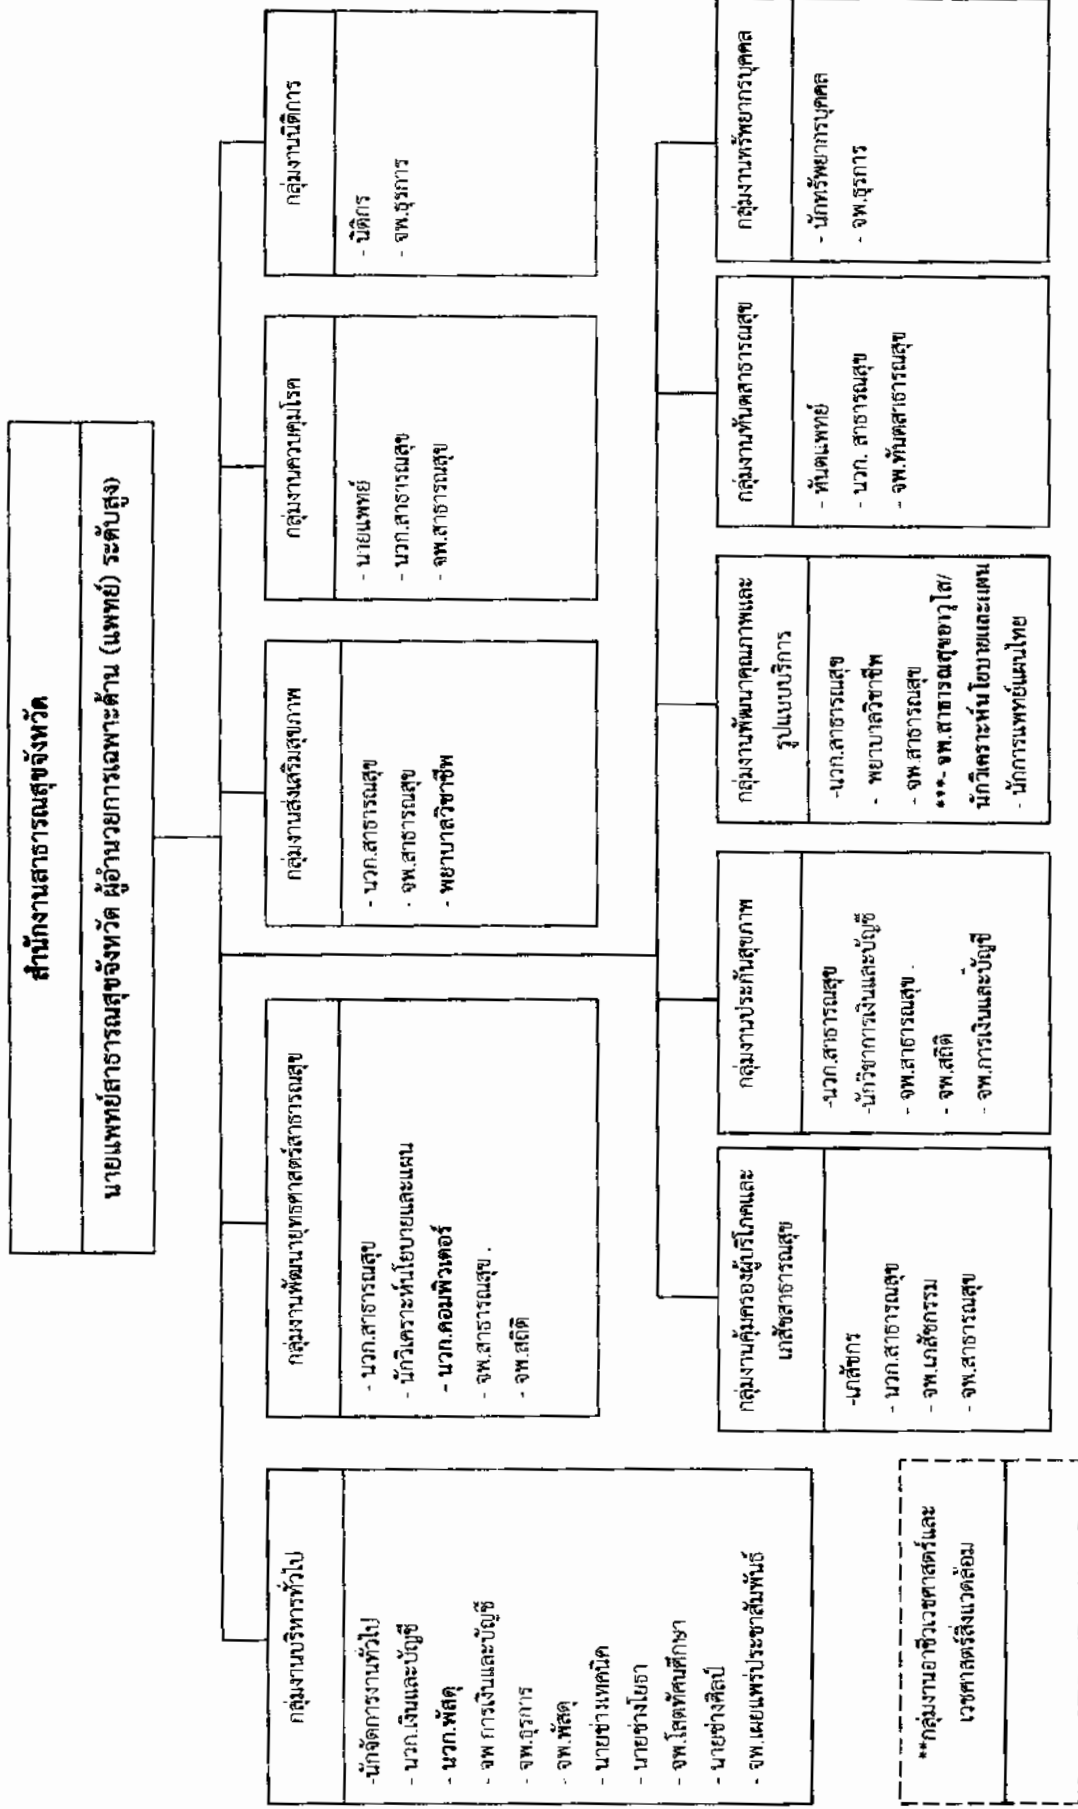 สำนักงานสาธารณสุขจังหวัด
นายแพทย์สาธารณสุขจังหวัด ผู้อำนวยการเฉพาะด้าน (แพทย์) ระดับสูง)
กลุ่มงานบริหารทั่วไป
-นักจัดการงานทั่วไป
- นวก.เงินและบัญชี
- นวก.พัสดุ
- จพ การเงินและบัญชี
- จพ.ธุรการ
- จพ.พัสดุ
- นายช่างเทคนิค
- นายช่างโยธา
- จพ.โสตทัศนศึกษา
- นายช่างศิลป์
- จพ.เผยแพร่ประชาสัมพันธ์
กลุ่มงานพัฒนายุทธศาสตร์สาธารณสุข
- นวก.สาธารณสุข
- นักวิเคราะห์นโยบายและแผน
- นวก.คอมพิวเตอร์
- จพ.สาธารณสุข .
- จพ.สถิติ
กลุ่มงานส่งเสริมสุขภาพ
- นวก.สาธารณสุข
- จพ.สาธารณสุข
- พยาบาลวิชาชีพ
กลุ่มงานควบคุมโรค
- นายแพทย์
- นวก.สาธารณสุข
- จพ.สาธารณสุข
กลุ่มงานนิติการ
- นิติกร
- จพ.ธุรการ
กลุ่มงานคุ้มครองผู้บริโภคและ
เภสัชสาธารณสุข
-เภสัชกร
- นวก.สาธารณสุข
- จพ.เภสัชกรรม
- จพ.สาธารณสุข
กลุ่มงานประกันสุขภาพ
-นวก.สาธารณสุข
-นักวิชาการเงินและบัญชี
- จพ.สาธารณสุข .
- จพ.สถิติ
- จพ.การเงินและบัญชี
กลุ่มงานพัฒนาคุณภาพและ
รูปแบบบริการ
-นวก.สาธารณสุข
- พยาบาลวิชาชีพ
- จพ.สาธารณสุข
***- จพ.สาธารณสุขอาวุโส/
นักวิเคราะห์นโยบายและแผน
- นักการแพทย์แผนไทย
กลุ่มงานทันตสาธารณสุข
- ทันตแพทย์
- นวก. สาธารณสุข
- จพ.ทันตสาธารณสุข
กลุ่มงานทรัพยากรบุคคล
- นักทรัพยากรบุคคล
- จพ.ธุรการ
**กลุ่มงานอาชีวเวชศาสตร์และ
เวชศาสตร์สิ่งแวดล้อม